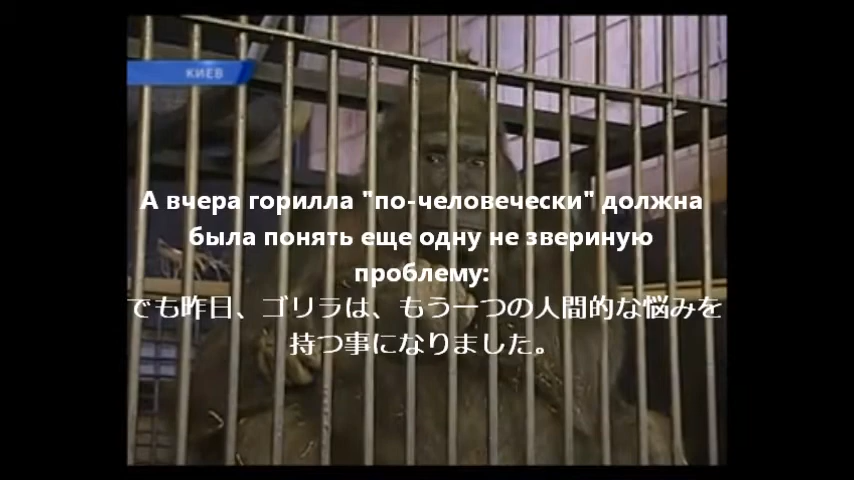 КИЕВ
А вчера горилла "по-человечески" должна
была понять еще одну не звериную
проблему:
でも昨日、ゴリラは、もう一つの人間的な悩みを
持つ事になりました。